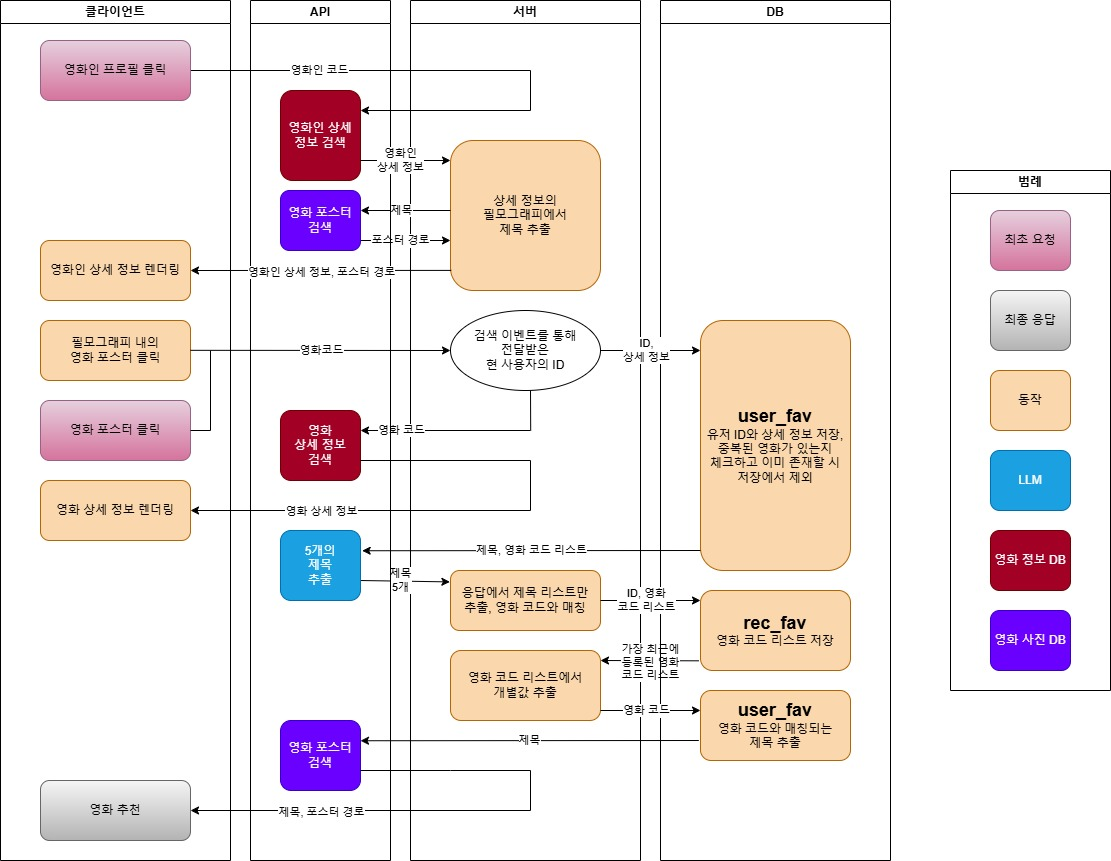 클라이언트
API
서버
DB
영화인 프로필 클릭
영화인 코드
영화인 상세
정보 검색
영화인
상세 정보
상세 정보의
필모그래피에서
제목 추출
영화 포스터
검색
제목
포스터 경로
영화인 상세 정보 렌더링
영화인 상세 정보, 포스터 경로
필모그래피 내의
영화 포스터 클릭
영화코드
검색 이벤트를 통해
전달받은
현 사용자의 ID
ID,
상세 정보
user_fav
유저 ID와 상세 정보 저장,
중복된 영화가 있는지
체크하고 이미 존재할 시
저장에서 제외
영화 포스터 클릭
영화 코드
영화
상세 정보
검색
영화 상세 정보 렌더링
영화 상세 정보
제목, 영화 코드 리스트
5개의
제목
추출
제목
5개
응답에서 제목 리스트만
추출, 영화 코드와 매칭
ID, 영화
코드 리스트
rec_fav
영화 코드 리스트 저장
가장 최근에
등록된 영화
코드 리스트
영화 코드 리스트에서
개별값 추출
영화 코드
user_fav
영화 코드와 매칭되는
제목 추출
제목
영화 포스터
검색
제목, 포스터 경로
영화 추천
범례
최초 요청
최종 응답
동작
LLM
영화 정보 DB
영화 사진 DB